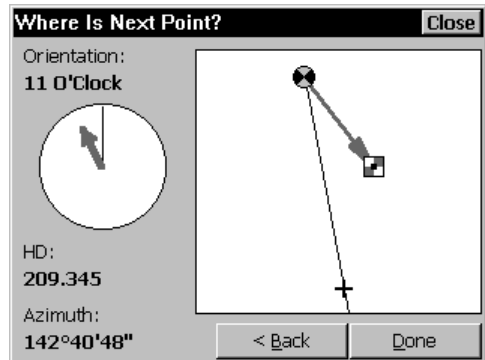 Where Is Next Point? Close
Orientation:
11 O'Clock
HD:
209.345
Azimuth:
142°40'48"
< Back Done